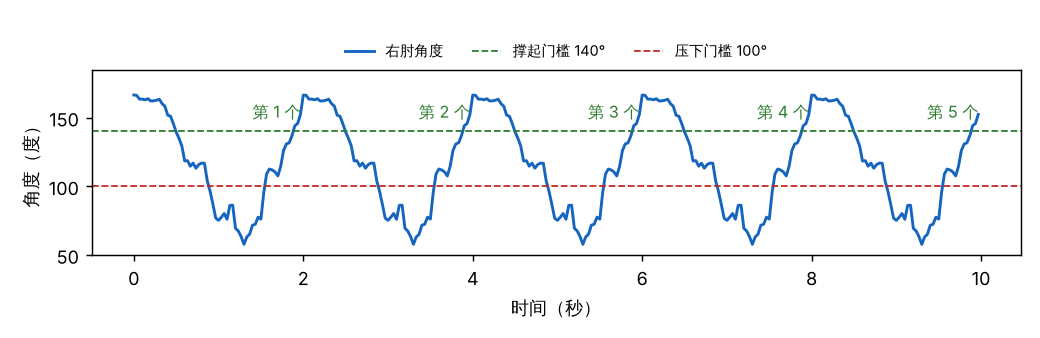 右肘角度 撑起门槛 140° 压下门槛 100°
第 1 个 第 2 个 第 3 个 第 4 个 第 5 个
角度（度）
150
100
50
0 2 4 6 8 10
时间（秒）